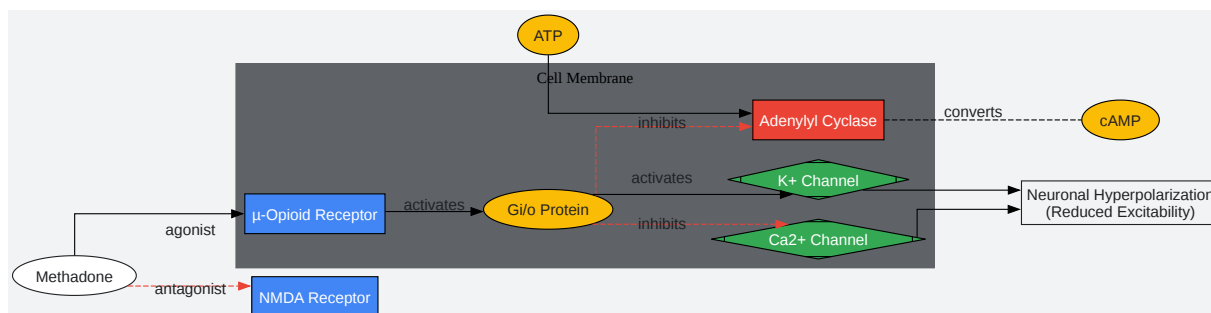 ATP
Cell Membrane
Adenylyl Cyclase
converts
cAMP
inhibits
activates
K+ Channel
Neuronal Hyperpolarization
(Reduced Excitability)
µ-Opioid Receptor
activates
Gi/o Protein
inhibits
Ca2+ Channel
agonist
Methadone
antagonist
NMDA Receptor